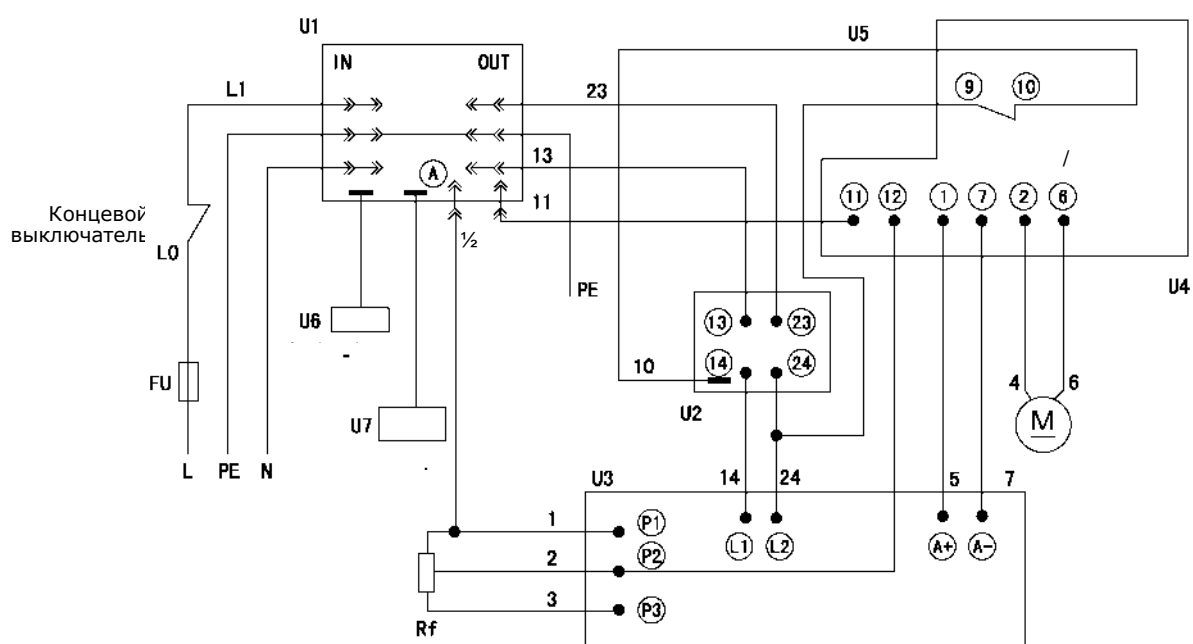 U1
IN OUT
L1
23
U5
9 10
A
13
11
½
/
11 12 1 7 2 6
Концевой
выключатель
L0
PE
U4
U6
-
13 23
14 24
10
U2
FU
U7
4 6
M
L PE N
14 24 5 7
U3
1 P1
L1 L2 A+ A-
2 P2
3 P3
Rf